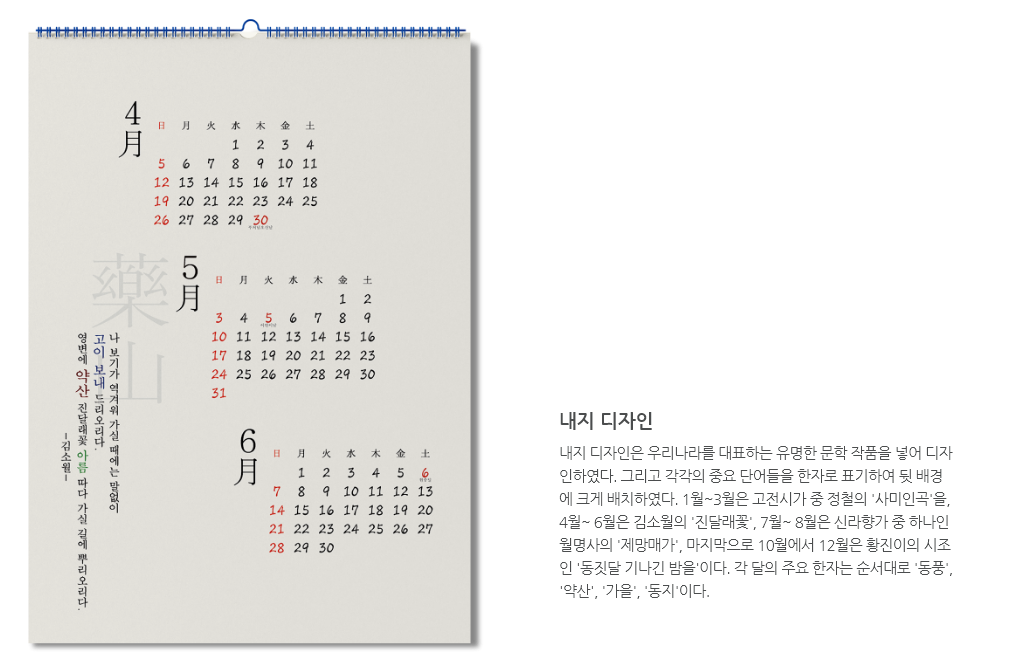 4
月
日 月 火 水 木 金 土
1 2 3 4
5 6 7 8 9 10 11
12 13 14 15 16 17 18
19 20 21 22 23 24 25
26 27 28 29 30
藥山
5
月
日 月 火 水 木 金 土
1 2
3 4 5 6 7 8 9
어린이날
10 11 12 13 14 15 16
17 18 19 20 21 22 23
24 25 26 27 28 29 30
31
나 보기가 역겨워 가실 때에는 말없이
고이 보내 드리오리다.
영변에 약산 진달래꽃 아름 따다 가실 길에 뿌리오리다.
-김소월-
6
月
日 月 火 水 木 金 土
1 2 3 4 5 6
현충일
7 8 9 10 11 12 13
14 15 16 17 18 19 20
21 22 23 24 25 26 27
28 29 30
내지 디자인
내지 디자인은 우리나라를 대표하는 유명한 문학 작품을 넣어 디자
인하였다. 그리고 각각의 중요 단어들을 한자로 표기하여 뒷 배경
에 크게 배치하였다. 1월~3월은 고전시가 중 정철의 '사미인곡'을,
4월~ 6월은 김소월의 '진달래꽃', 7월~ 8월은 신라향가 중 하나인
월명사의 '제망매가', 마지막으로 10월에서 12월은 황진이의 시조
인 '동짓달 기나긴 밤을'이다. 각 달의 주요 한자는 순서대로 '동풍',
'약산', '가을', '동지'이다.